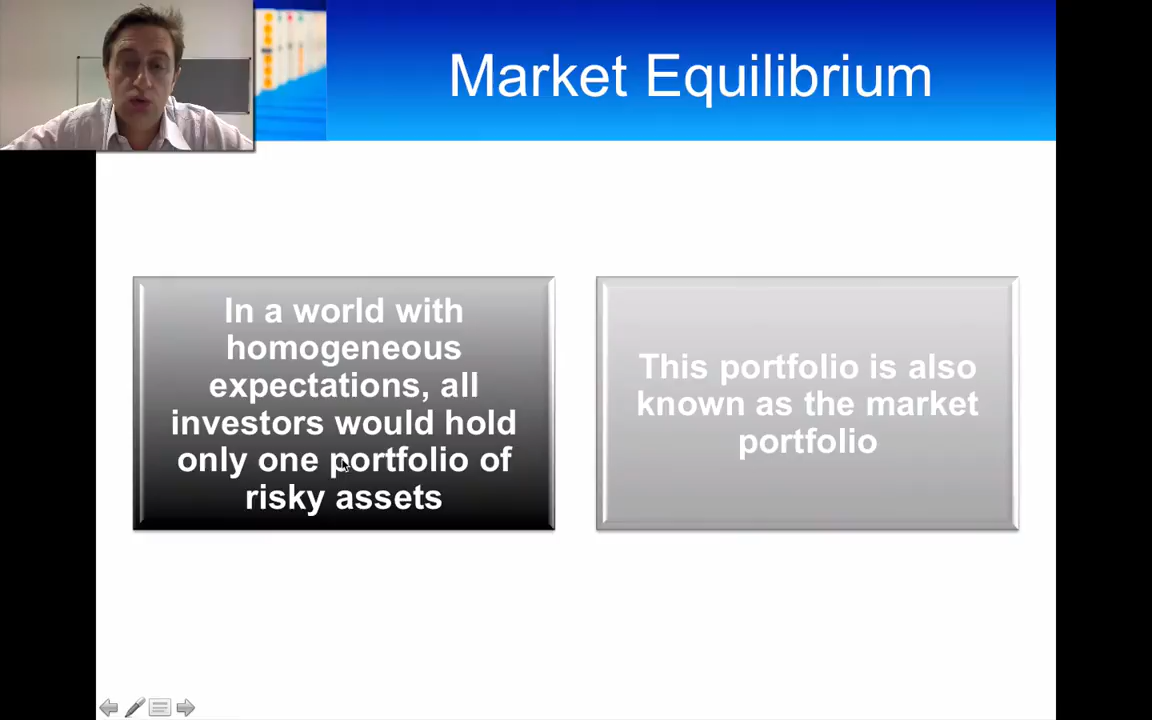 Market Equilibrium
In a world with
homogeneous
expectations, all
investors would hold
only one portfolio of
risky assets
This portfolio is also
known as the market
portfolio